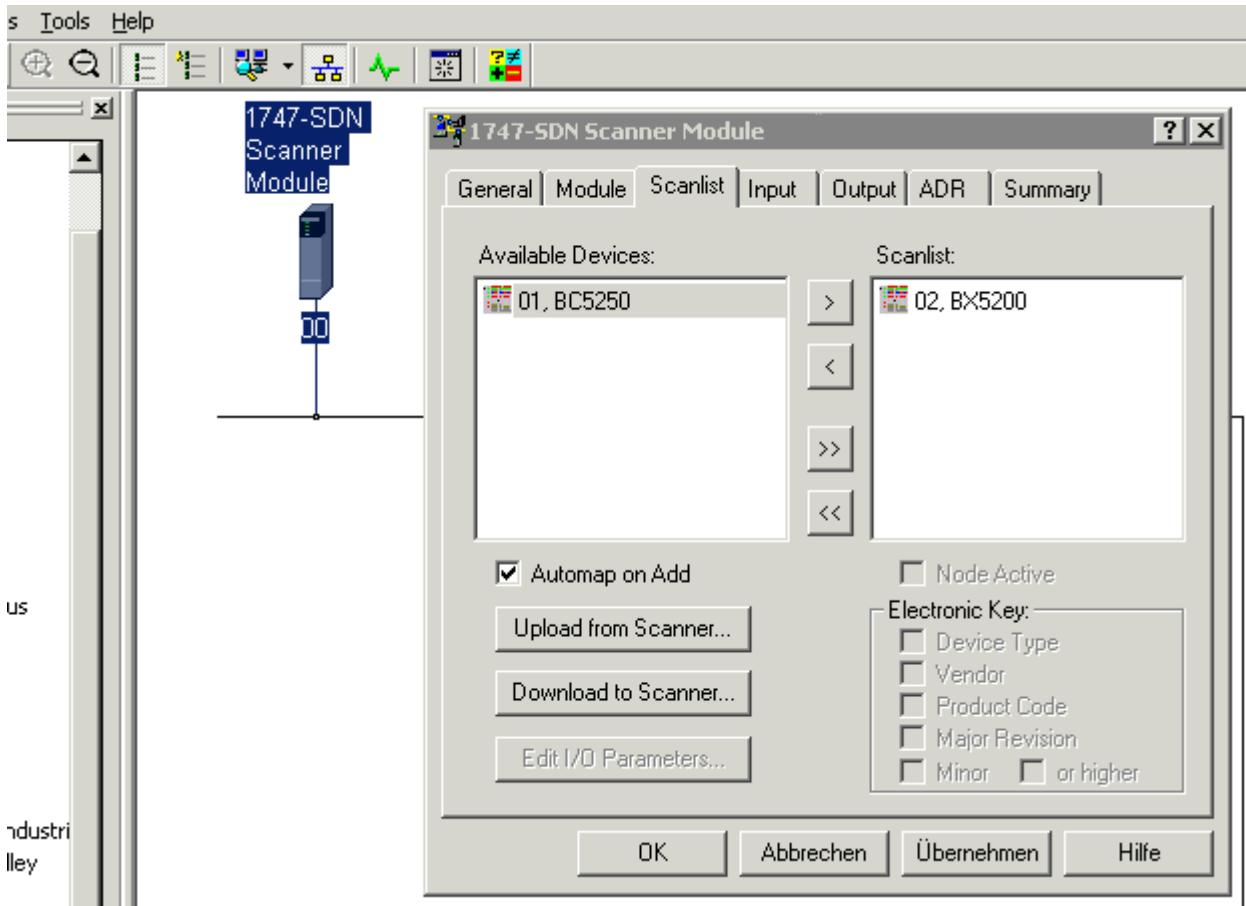 s Tools Help
1747-SDN
Scanner
Module
00
1747-SDN Scanner Module
General Module Scanlist Input Output ADR Summary
Available Devices:
01, BC5250
>
<
>>
<<
Scanlist:
02, BX5200
Automap on Add
Upload from Scanner...
Download to Scanner...
Edit I/O Parameters...
Node Active
Electronic Key:
Device Type
Vendor
Product Code
Major Revision
Minor or higher
OK Abbrechen Übernehmen Hilfe
us
ndustri
lley